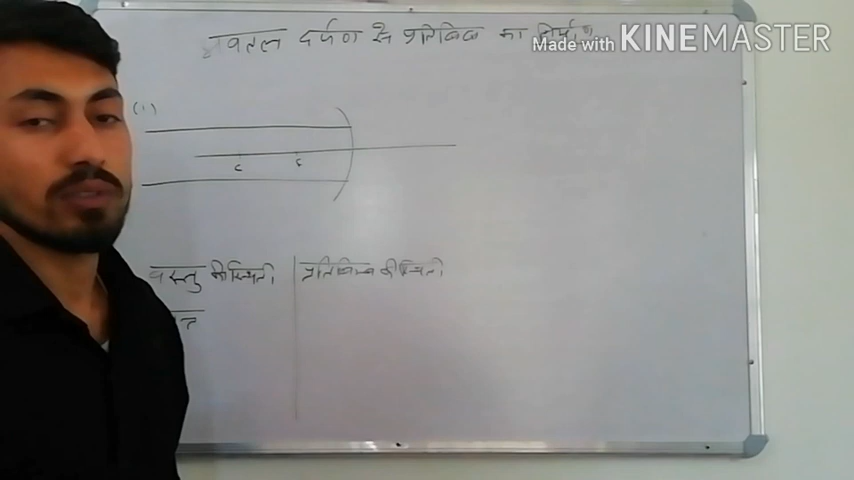 अवतल दर्पण से प्रतिबिंब का निर्माण
Made with KINEMASTER
(1)
C F
वस्तु की स्थिती प्रतिबिम्ब की स्थिती